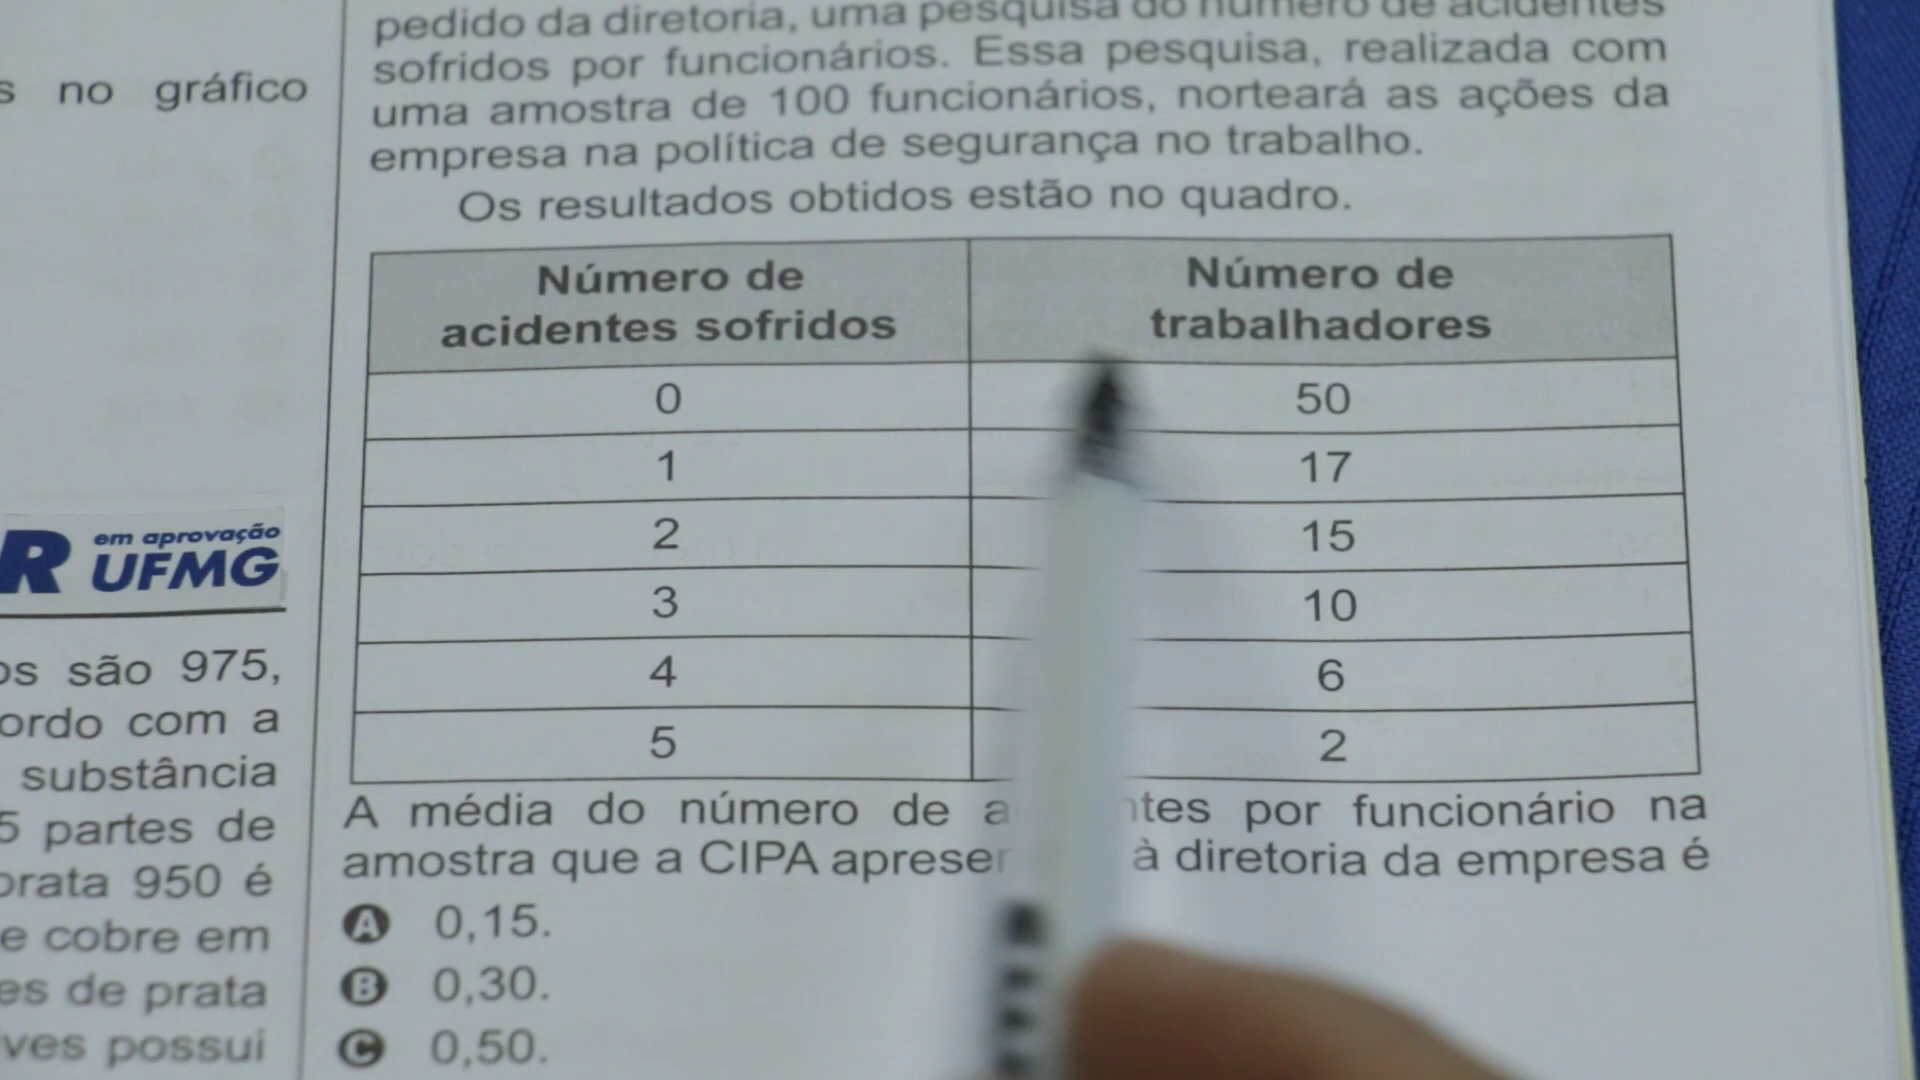 s no gráfico
R em aprovação
UFMG
os são 975,
ordo com a
substância
5 partes de
prata 950 é
e cobre em
es de prata
ves possui
pedido da diretoria, uma pesquisa do número de acidentes
sofridos por funcionários. Essa pesquisa, realizada com
uma amostra de 100 funcionários, norteará as ações da
empresa na política de segurança no trabalho.
Os resultados obtidos estão no quadro.
Número de acidentes sofridos Número de trabalhadores
0 50
1 17
2 15
3 10
4 6
5 2
A média do número de a ntes por funcionário na
amostra que a CIPA apresen à diretoria da empresa é
A 0,15.
B 0,30.
C 0,50.